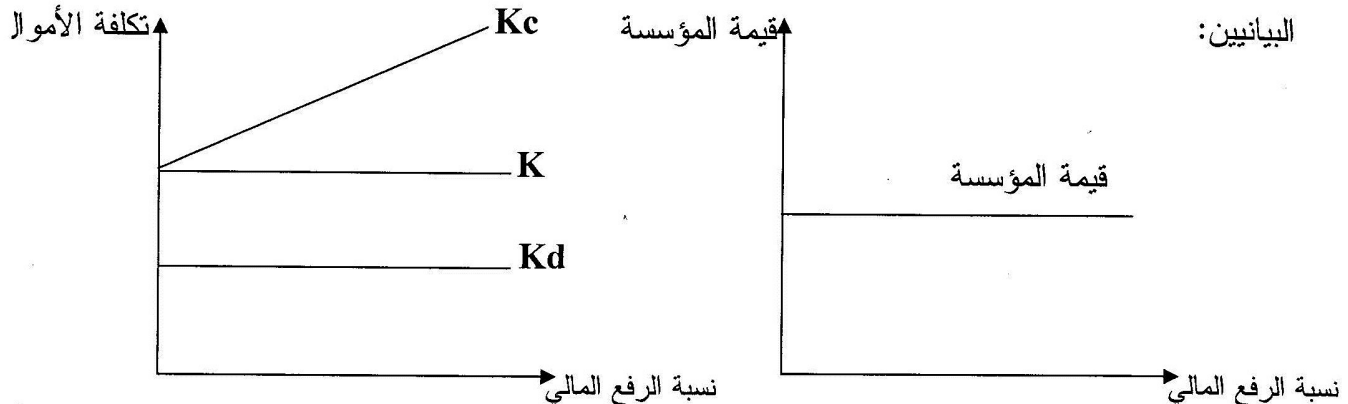 البيانيين:
قيمة المؤسسة
قيمة المؤسسة
نسبة الرفع المالي
تكلفة الأموال
Kc
K
Kd
نسبة الرفع المالي